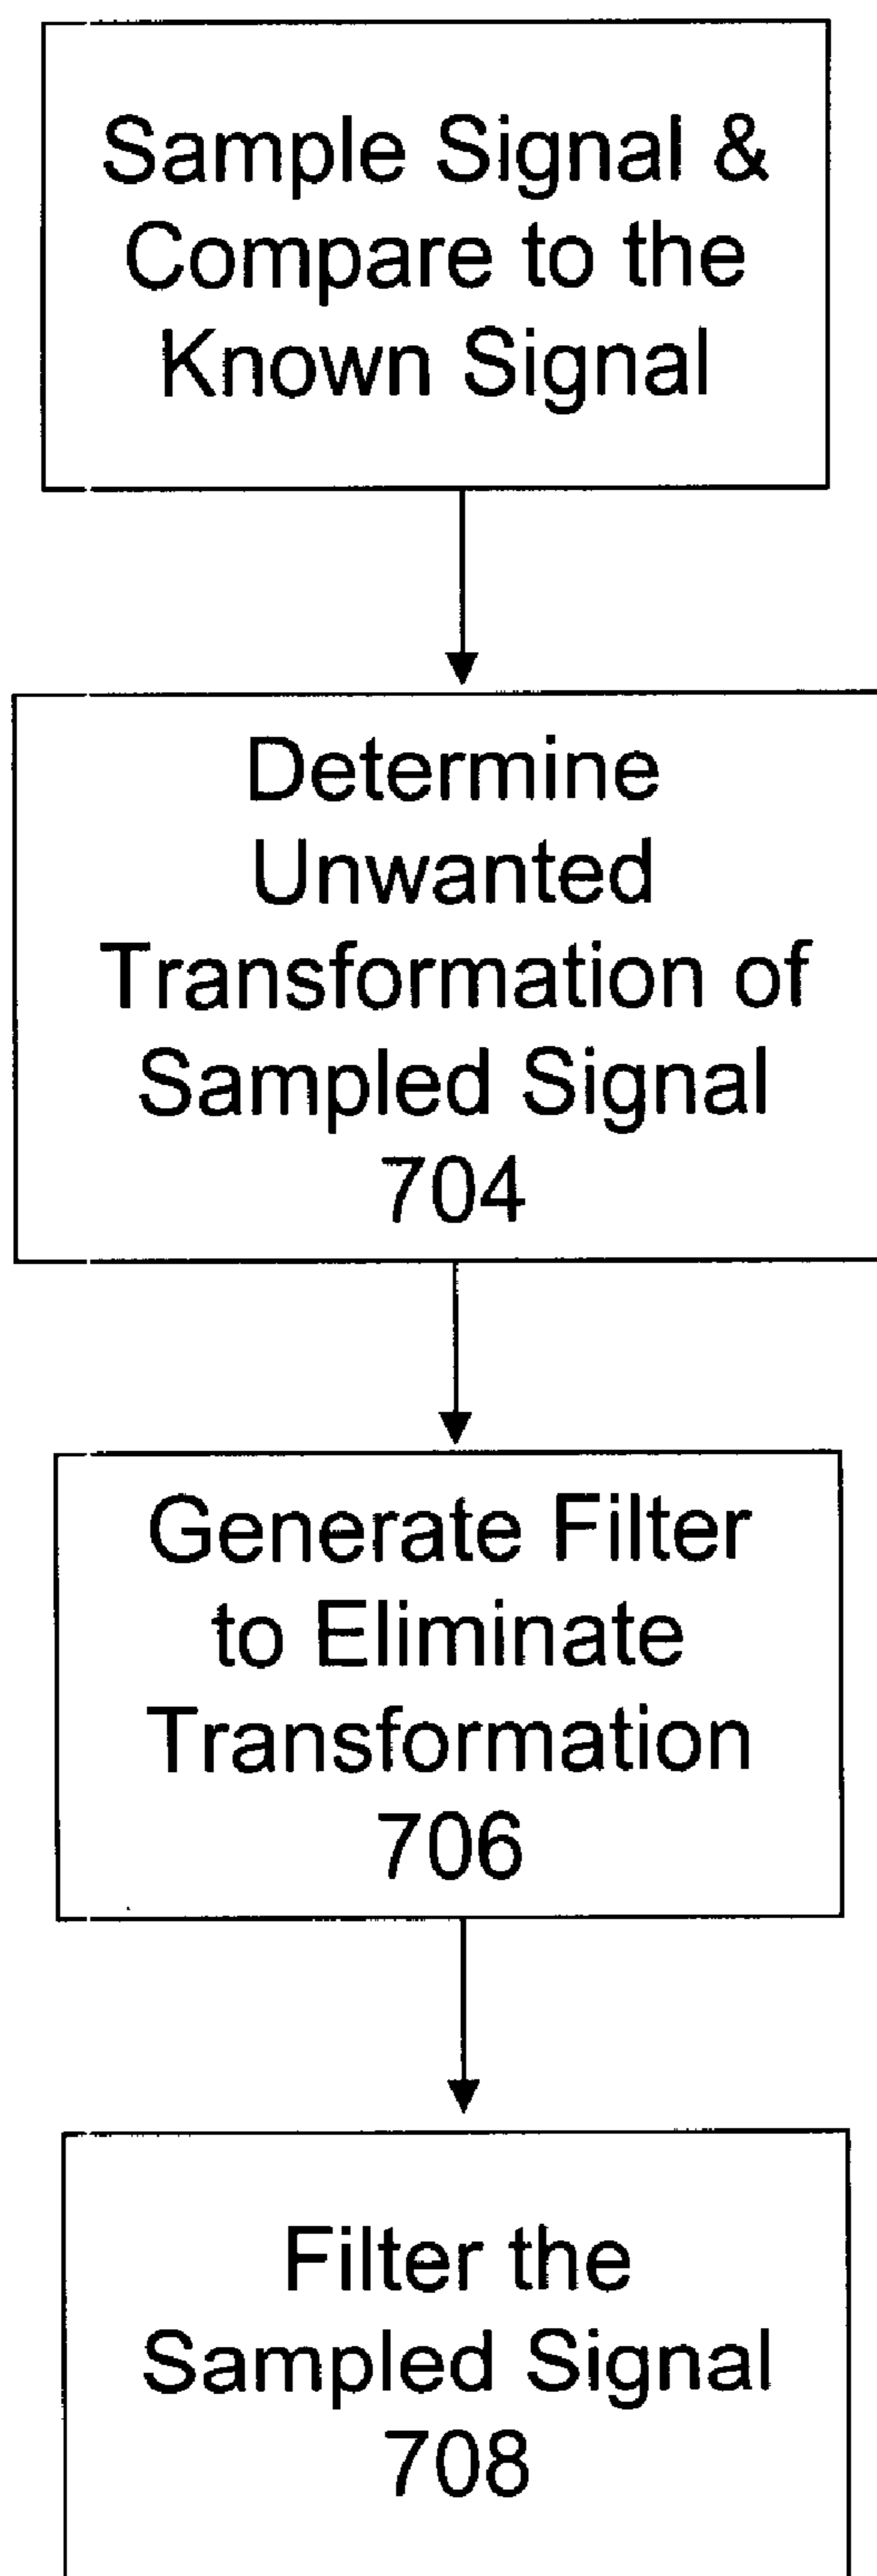 Sample Signal &
Compare to the
Known Signal
Determine
Unwanted
Transformation of
Sampled Signal
704
Generate Filter
to Eliminate
Transformation
706
Filter the
Sampled Signal
708